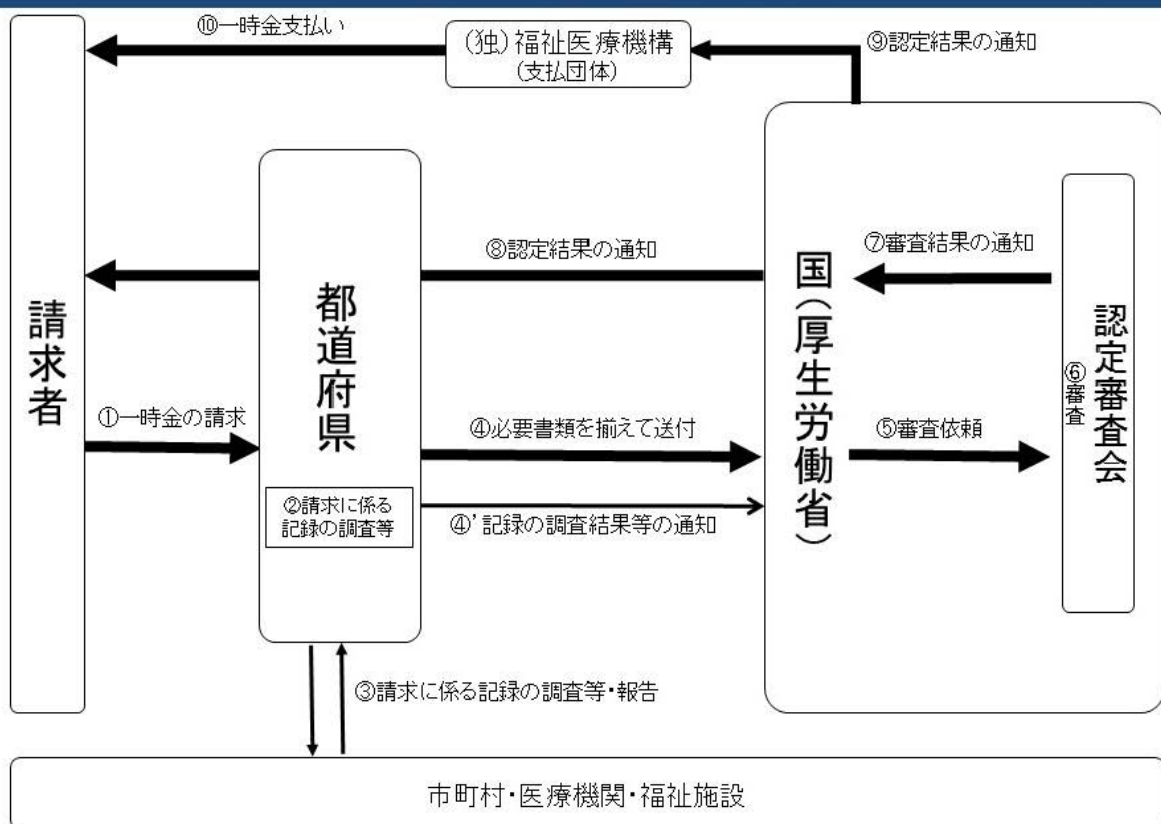 ⑩一時金支払い
(独)福祉医療機構
(支払団体)
⑨認定結果の通知
請求者
都道府県
⑧認定結果の通知
国(厚生労働省)
⑦審査結果の通知
認定審査会
⑥審査
①一時金の請求
④必要書類を揃えて送付
⑤審査依頼
②請求に係る
記録の調査等
④’記録の調査結果等の通知
③請求に係る記録の調査等・報告
市町村・医療機関・福祉施設